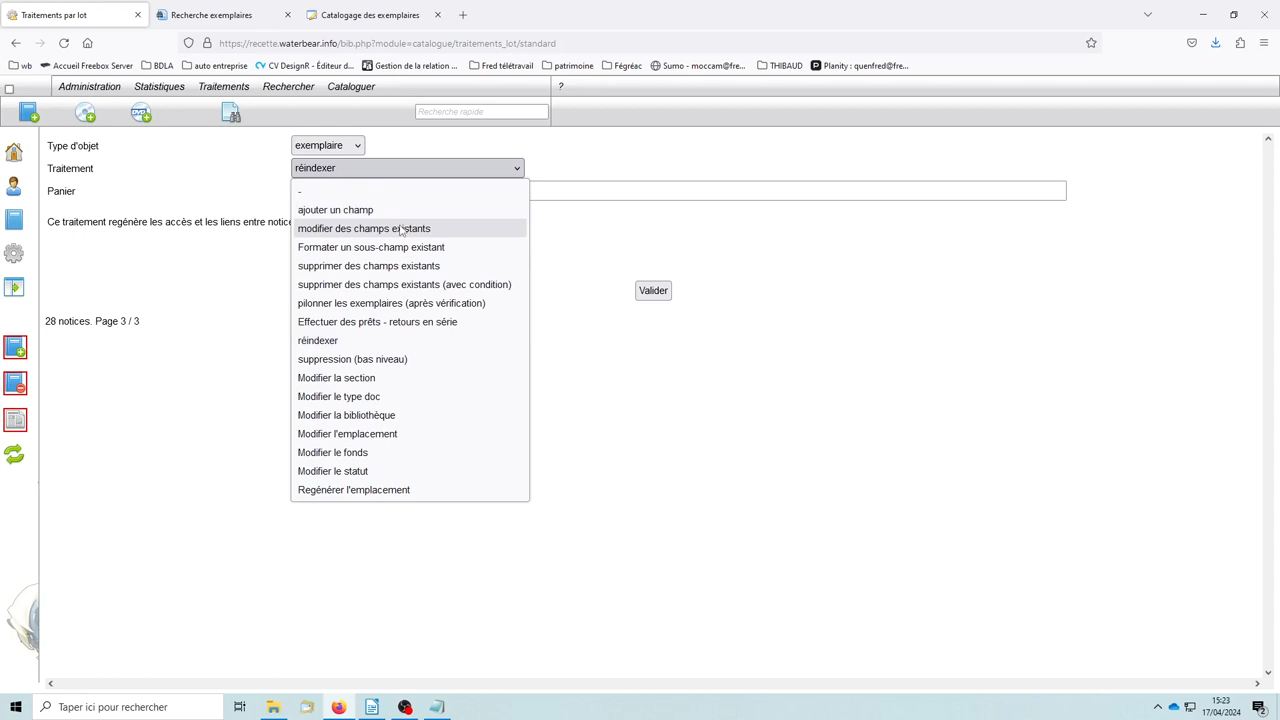 Traitements par lot
Recherche exemplaires
Catalogage des exemplaires
https://recette.waterbear.info/bib.php?module=catalogue/traitements_lot/standard
wb
Accueil Freebox Server
BDLA
auto entreprise
CV DesignR - Éditeur d...
Gestion de la relation ...
Fred télétravail
patrimoine
Fégréac
Sumo - moccam@fre...
THIBAUD
Planity : quenfred@fre...
Administration Statistiques Traitements Rechercher Cataloguer ?
DVD
Recherche rapide
Type d'objet
exemplaire
Traitement
réindexer
Panier
-
ajouter un champ
Ce traitement regénère les accès et les liens entre notice
modifier des champs existants
Formater un sous-champ existant
supprimer des champs existants
supprimer des champs existants (avec condition)
Valider
pilonner les exemplaires (après vérification)
28 notices. Page 3 / 3
Effectuer des prêts - retours en série
réindexer
suppression (bas niveau)
Modifier la section
Modifier le type doc
Modifier la bibliothèque
Modifier l'emplacement
Modifier le fonds
Modifier le statut
Regénérer l'emplacement
Taper ici pour rechercher
15:23
17/04/2024
2